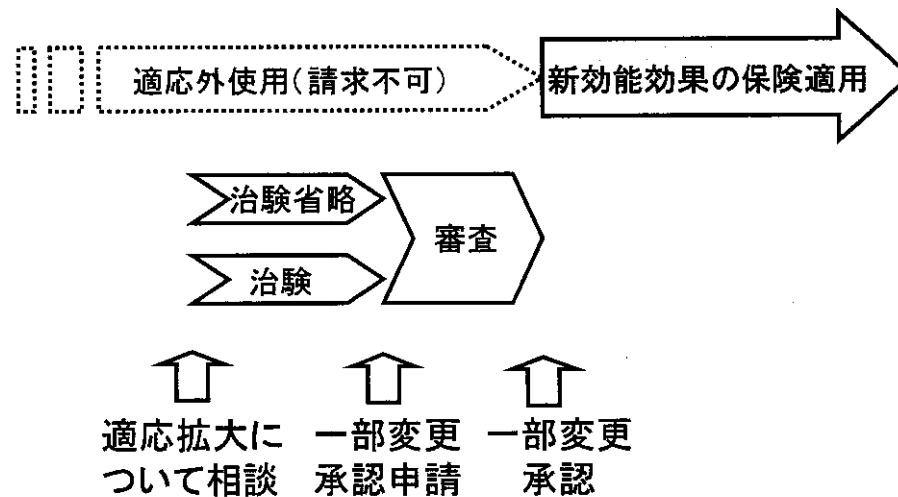 適応外使用(請求不可)
新効能効果の保険適用
治験省略
審査
治験
適応拡大に
ついて相談
一部変更
承認申請
一部変更
承認